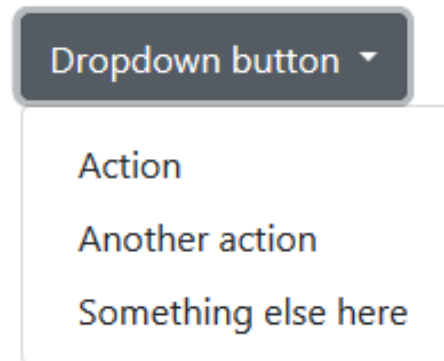 Dropdown button
Action
Another action
Something else here